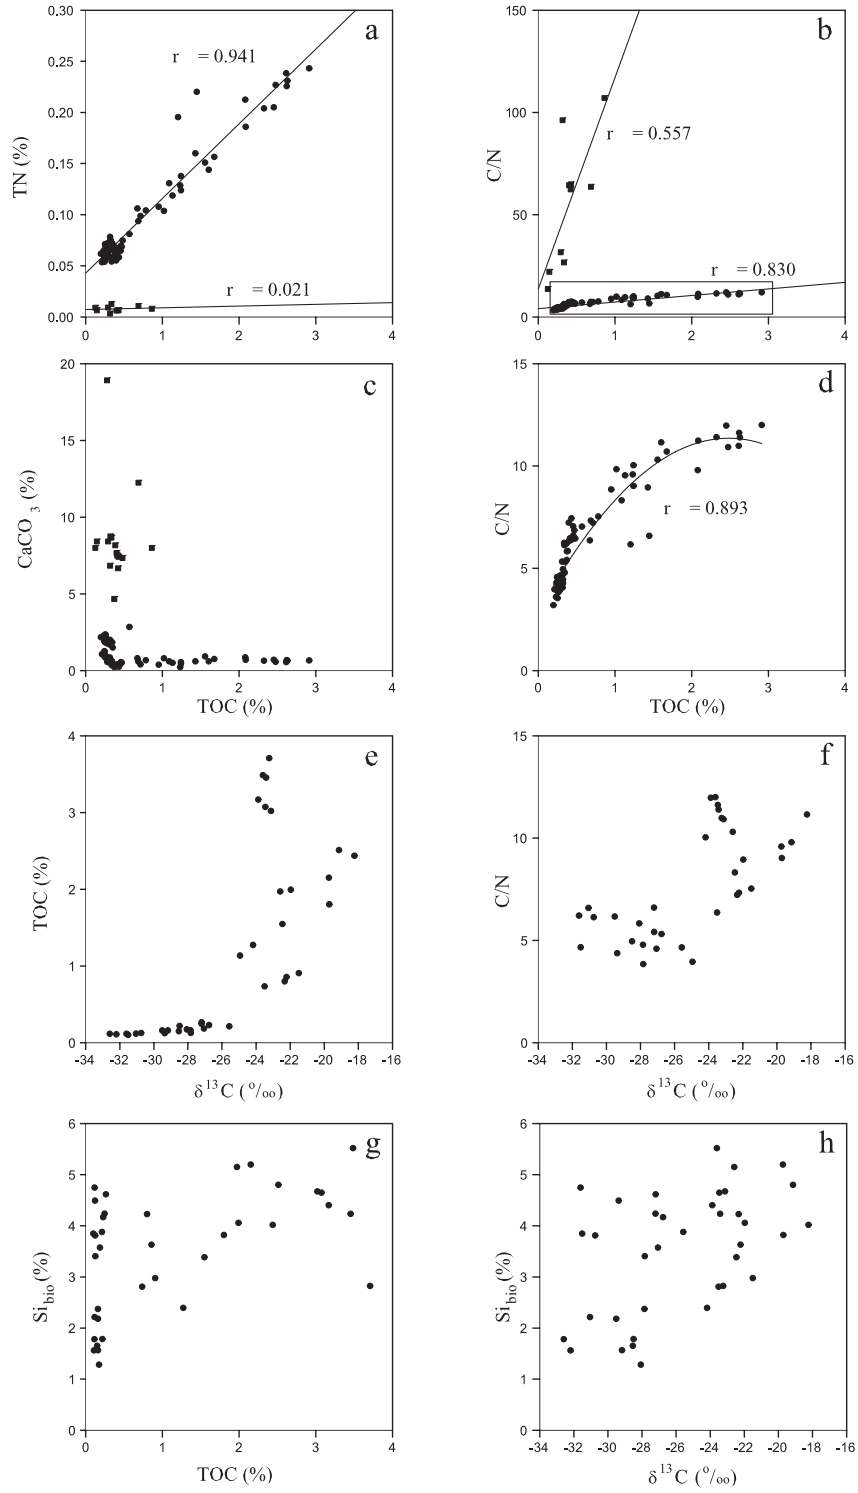 a
r = 0.941
r = 0.021
TN (%)
0.30
0.25
0.20
0.15
0.10
0.05
0.00
0 1 2 3 4
b
r = 0.557
r = 0.830
C/N
150
100
50
0
0 1 2 3 4
c
CaCO3 (%)
20
15
10
5
0
0 1 2 3 4
TOC (%)
d
r = 0.893
C/N
15
10
5
0
0 1 2 3 4
TOC (%)
e
TOC (%)
4
3
2
1
0
-34 -32 -30 -28 -26 -24 -22 -20 -18 -16
δ13C (o/oo)
f
C/N
15
10
5
0
-34 -32 -30 -28 -26 -24 -22 -20 -18 -16
δ13C (o/oo)
g
Sibio(%)
6
5
4
3
2
1
0
0 1 2 3 4
TOC (%)
h
Sibio(%)
6
5
4
3
2
1
0
-34 -32 -30 -28 -26 -24 -22 -20 -18 -16
δ13C (o/oo)